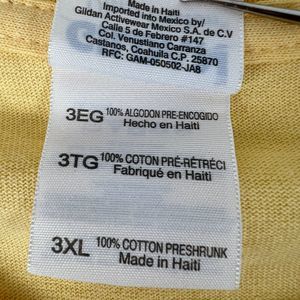 Made in Haiti
Imported into Mexico by/
Gildan Activewear Mexico S.A. de C.V
Calle 5 de Febrero #147
Col. Venustiano Carranza
Castanos, Coahuila C.P. 25870
RFC: GAM-050502-JA8
3EG 100% ALGODON PRE-ENCOGIDO
Hecho en Haiti
3TG 100% COTTON PRÉ-RÉTRÉCI
Fabriqué en Haiti
3XL 100% COTTON PRESHRUNK
Made in Haiti